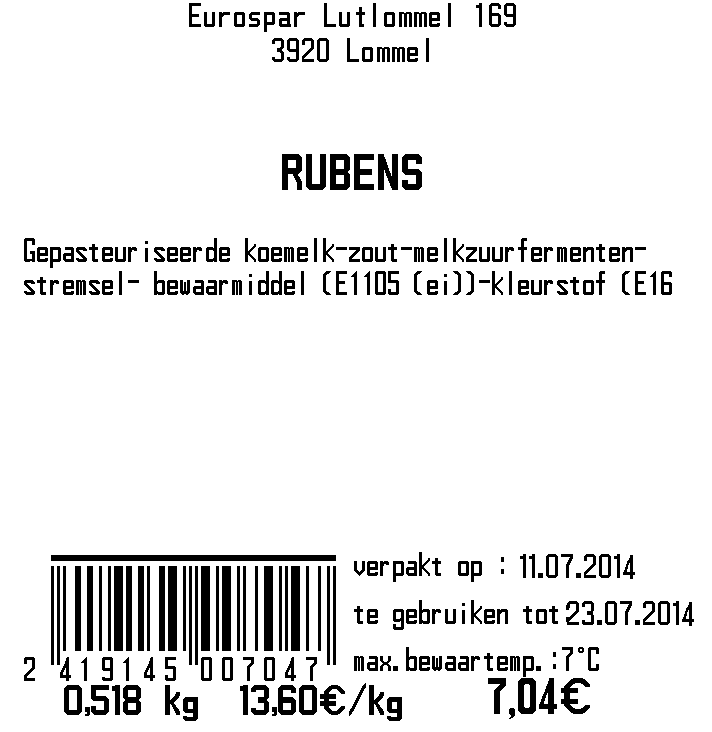 Eurospar Lutlommel 169
3920 Lommel
RUBENS
Gepasteuriseerde koemelk-zout-melkzuurfermenten-
stremsel- bewaarmiddel (E1105 (ei))-kleurstof (E16
verpakt op : 11.07.2014
te gebruiken tot 23.07.2014
max.bewaartemp.:7°C
2 419145 007047
0,518 kg 13,60€/kg 7,04€